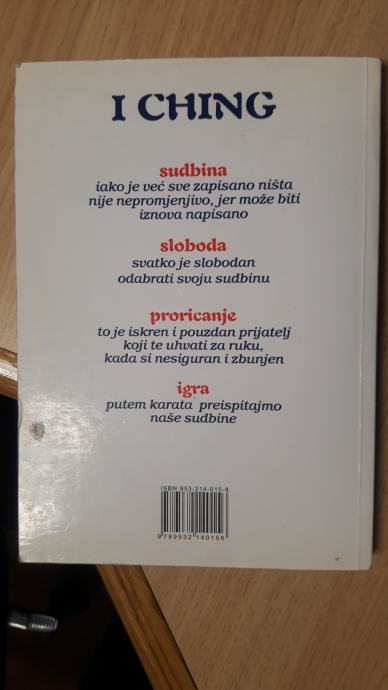 I CHING
sudbina
iako je već sve zapisano ništa
nije nepromjenjivo, jer može biti
iznova napisano
sloboda
svatko je slobodan
odabrati svoju sudbinu
proricanje
to je iskren i pouzdan prijatelj
koji te uhvati za ruku,
kada si nesiguran i zbunjen
igra
putem karata preispitajmo
naše sudbine
ISBN 953-214-015-8
9789532140156